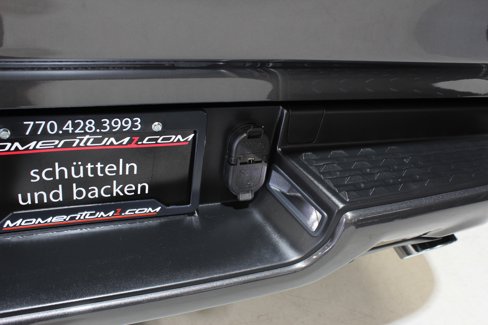 770.428.3993
MOMENTUM1.COM
schütteln
und backen
MOMENTUM1.COM